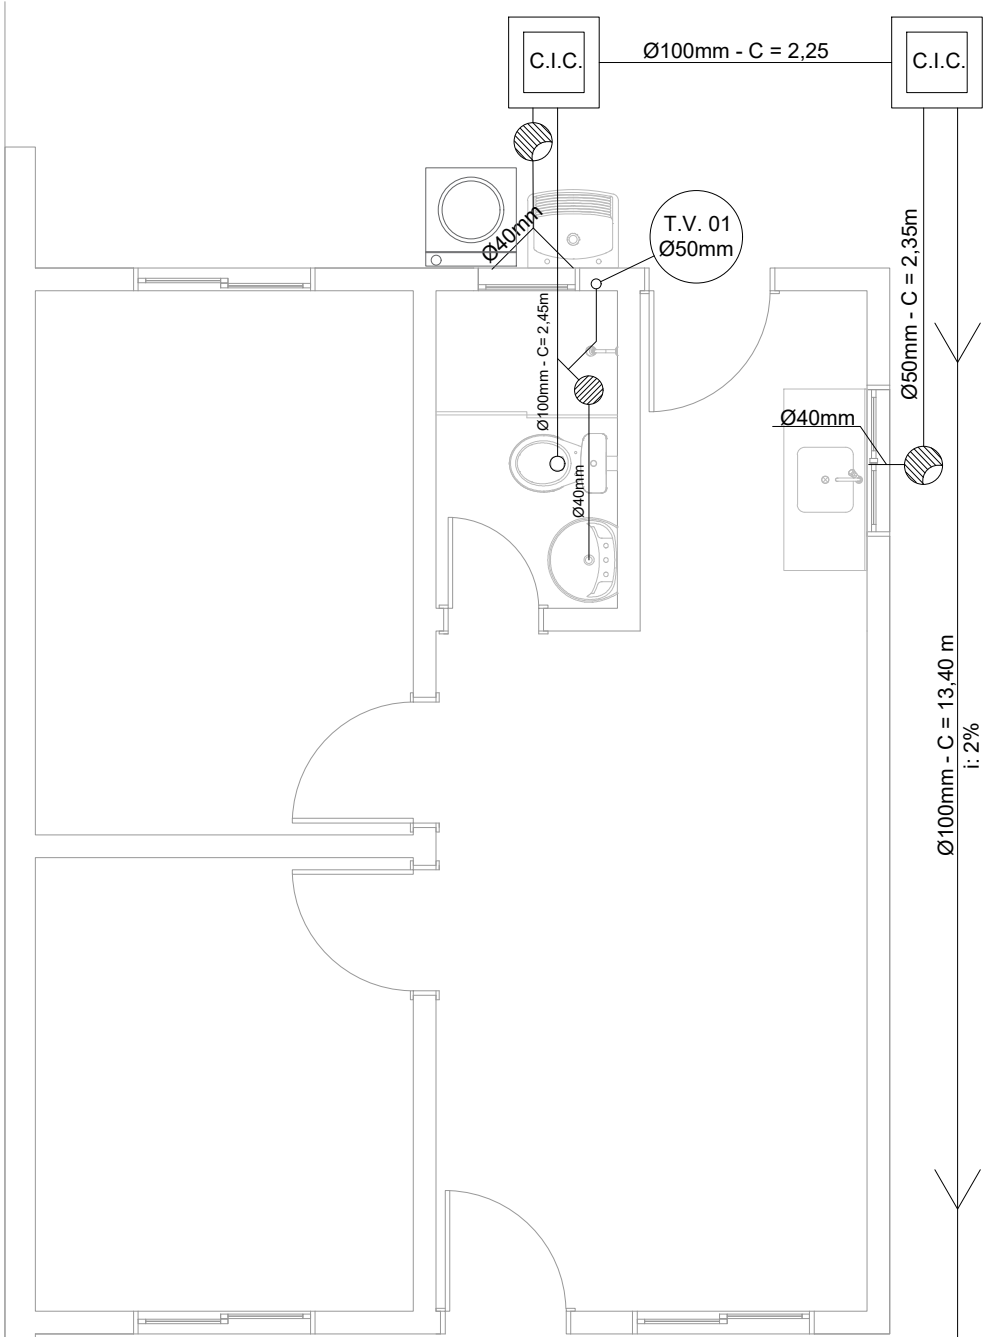 C.I.C.
Ø100mm - C = 2,25
C.I.C.
T.V. 01
Ø50mm
Ø40mm
Ø50mm - C = 2,35m
Ø100mm - C= 2,45m
Ø40mm
Ø40mm
Ø100mm - C = 13,40 m
i: 2%